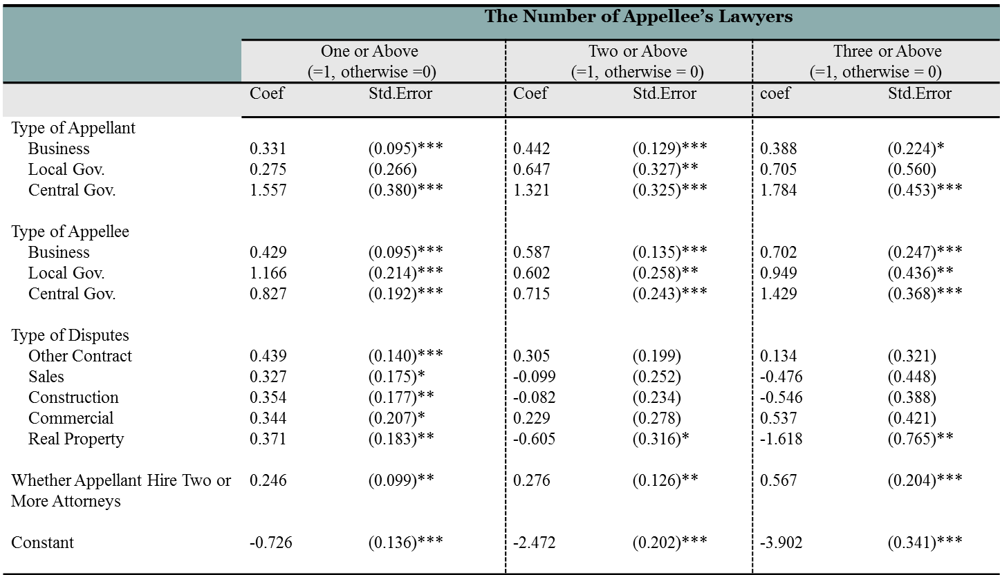 The Number of Appellee’s Lawyers
One or Above Two or Above Three or Above
(=1, otherwise =0) (=1, otherwise = 0) (=1, otherwise = 0)
Coef Std.Error Coef Std.Error coef Std.Error
Type of Appellant
Business 0.331 (0.095)*** 0.442 (0.129)*** 0.388 (0.224)*
Local Gov. 0.275 (0.266) 0.647 (0.327)** 0.705 (0.560)
Central Gov. 1.557 (0.380)*** 1.321 (0.325)*** 1.784 (0.453)***
Type of Appellee
Business 0.429 (0.095)*** 0.587 (0.135)*** 0.702 (0.247)***
Local Gov. 1.166 (0.214)*** 0.602 (0.258)** 0.949 (0.436)**
Central Gov. 0.827 (0.192)*** 0.715 (0.243)*** 1.429 (0.368)***
Type of Disputes
Other Contract 0.439 (0.140)*** 0.305 (0.199) 0.134 (0.321)
Sales 0.327 (0.175)* -0.099 (0.252) -0.476 (0.448)
Construction 0.354 (0.177)** -0.082 (0.234) -0.546 (0.388)
Commercial 0.344 (0.207)* 0.229 (0.278) 0.537 (0.421)
Real Property 0.371 (0.183)** -0.605 (0.316)* -1.618 (0.765)**
Whether Appellant Hire Two or 0.246 (0.099)** 0.276 (0.126)** 0.567 (0.204)***
More Attorneys
Constant -0.726 (0.136)*** -2.472 (0.202)*** -3.902 (0.341)***